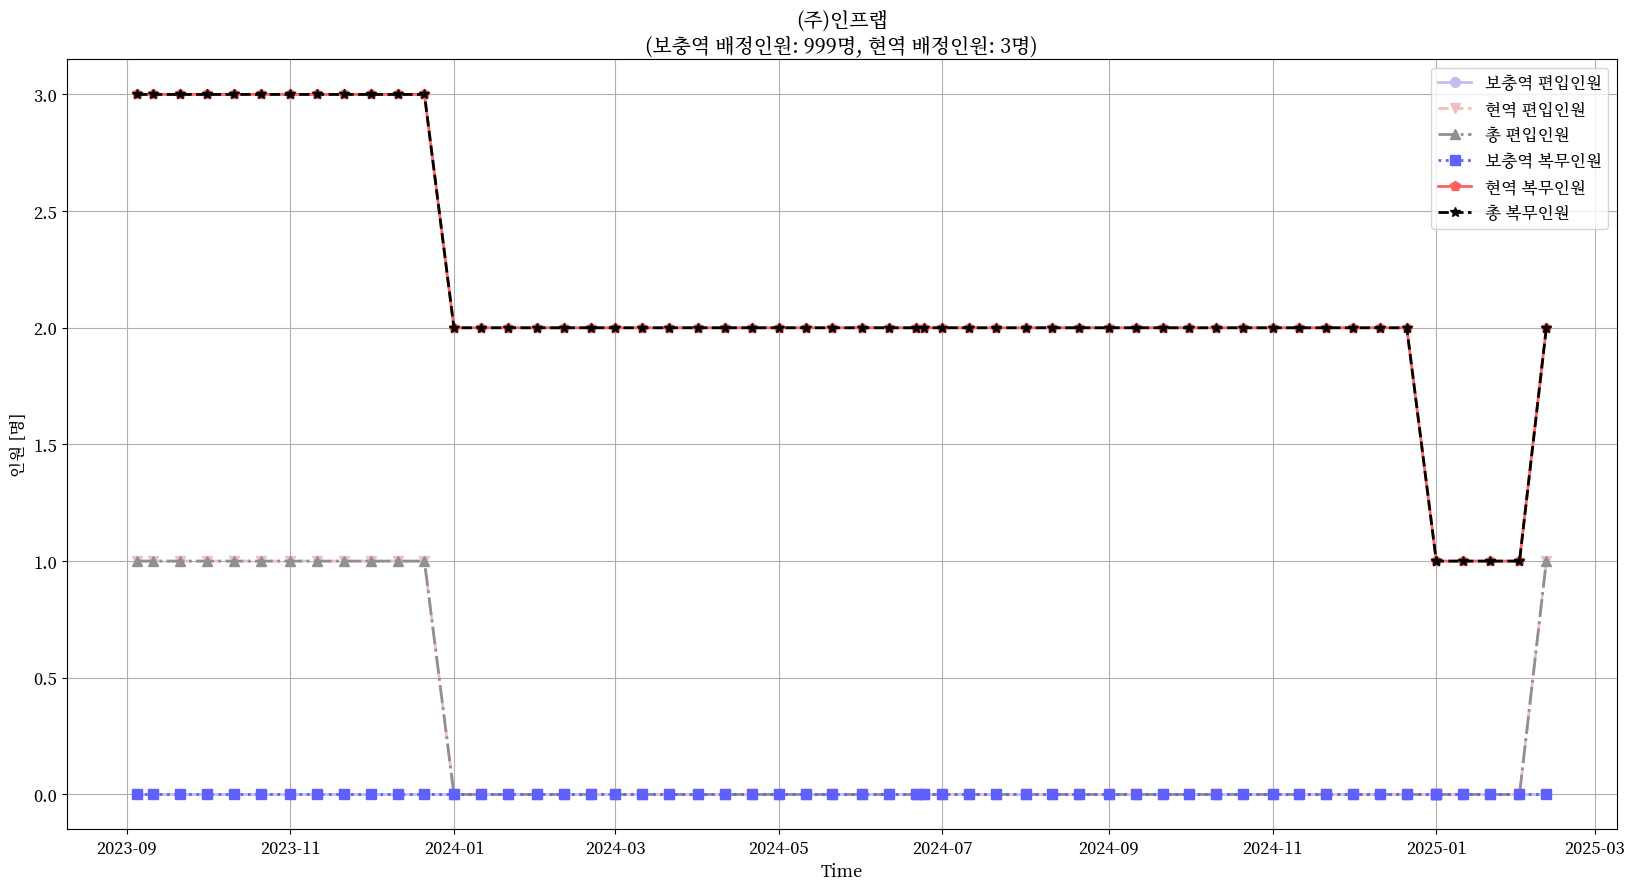 (주)인프랩
(보충역 배정인원: 999명, 현역 배정인원: 3명)
보충역 편입인원
현역 편입인원
총 편입인원
보충역 복무인원
현역 복무인원
총 복무인원
인원 [명]
3.0
2.5
2.0
1.5
1.0
0.5
0.0
2023-09 2023-11 2024-01 2024-03 2024-05 2024-07 2024-09 2024-11 2025-01 2025-03
Time